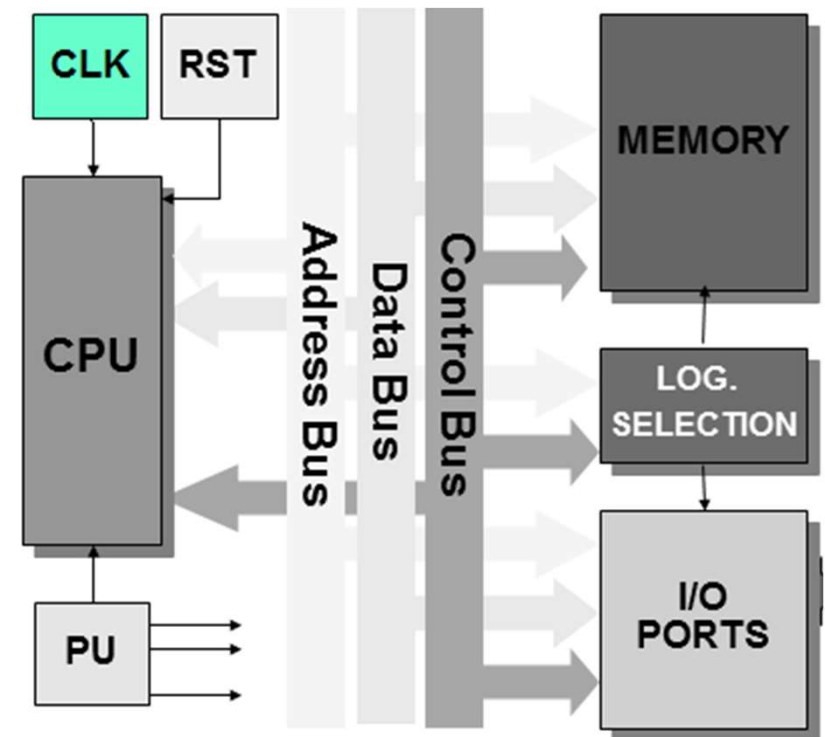 CLK
RST
MEMORY
CPU
Address Bus
Data Bus
Control Bus
LOG.
SELECTION
PU
I/O
PORTS